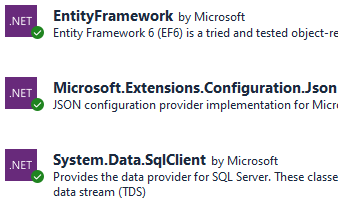 .NET
EntityFramework by Microsoft
Entity Framework 6 (EF6) is a tried and tested object-re
.NET
Microsoft.Extensions.Configuration.Json
JSON configuration provider implementation for Micr
.NET
System.Data.SqlClient by Microsoft
Provides the data provider for SQL Server. These classe
data stream (TDS)